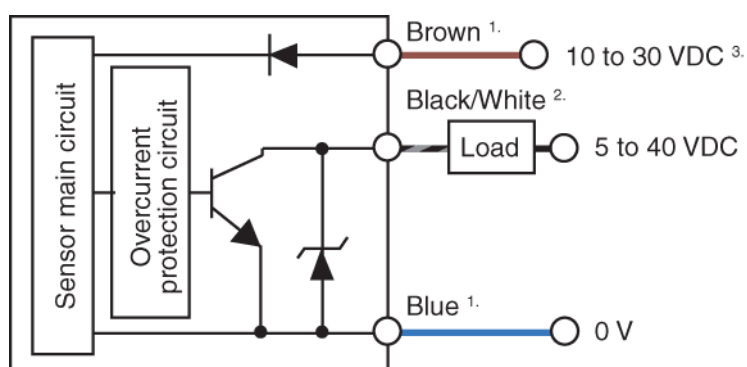 Sensor main circuit
Overcurrent
protection circuit
Brown 1.
10 to 30 VDC 3.
Black/White 2.
Load
5 to 40 VDC
Blue 1.
0 V